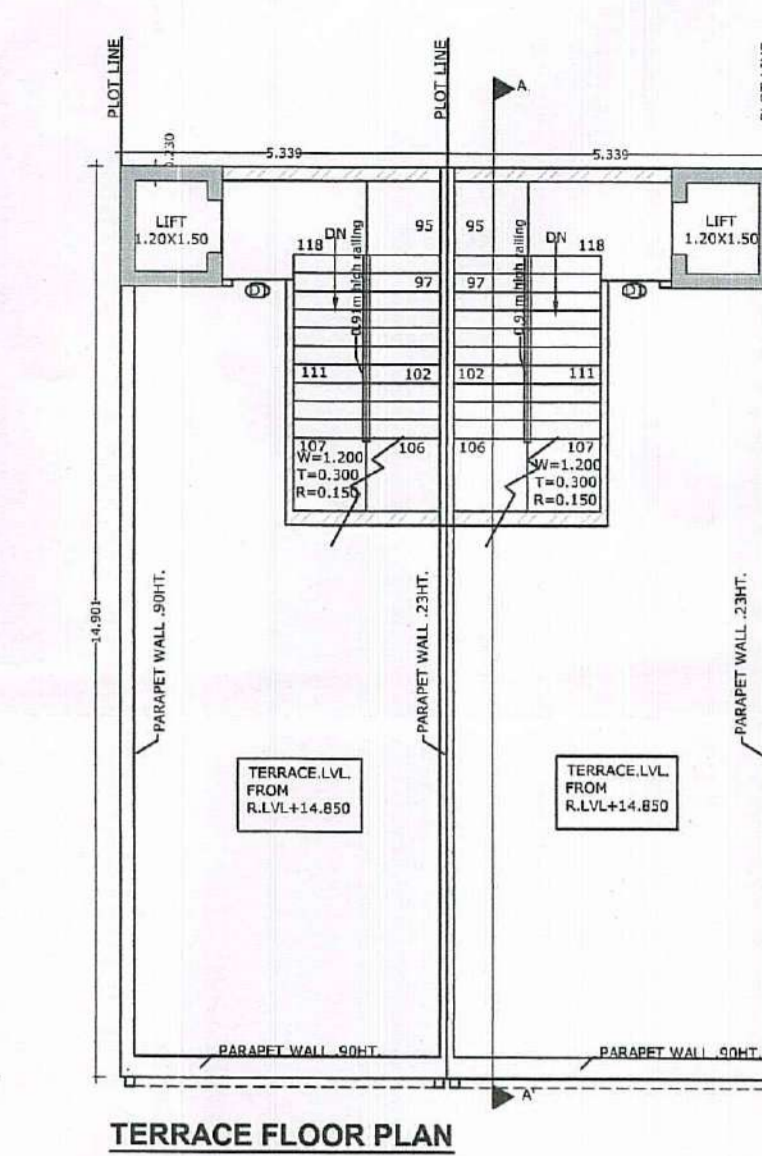 PLOT LINE
PLOT LINE
A
5.339
5.339
LIFT
1.20X1.50
118
DN
0.91m high railing
95
95
0.91m high railing
DN
118
LIFT
1.20X1.50
97
97
111
102
102
111
107
106
106
107
W=1.200
T=0.300
R=0.150
W=1.200
T=0.300
R=0.150
14.901
PARAPET WALL .90HT.
PARAPET WALL .23HT.
PARAPET WALL .23HT.
TERRACE.LVL.
FROM
R.LVL+14.850
TERRACE.LVL.
FROM
R.LVL+14.850
PARAPET WALL .90HT.
PARAPET WALL .90HT.
A'
TERRACE FLOOR PLAN